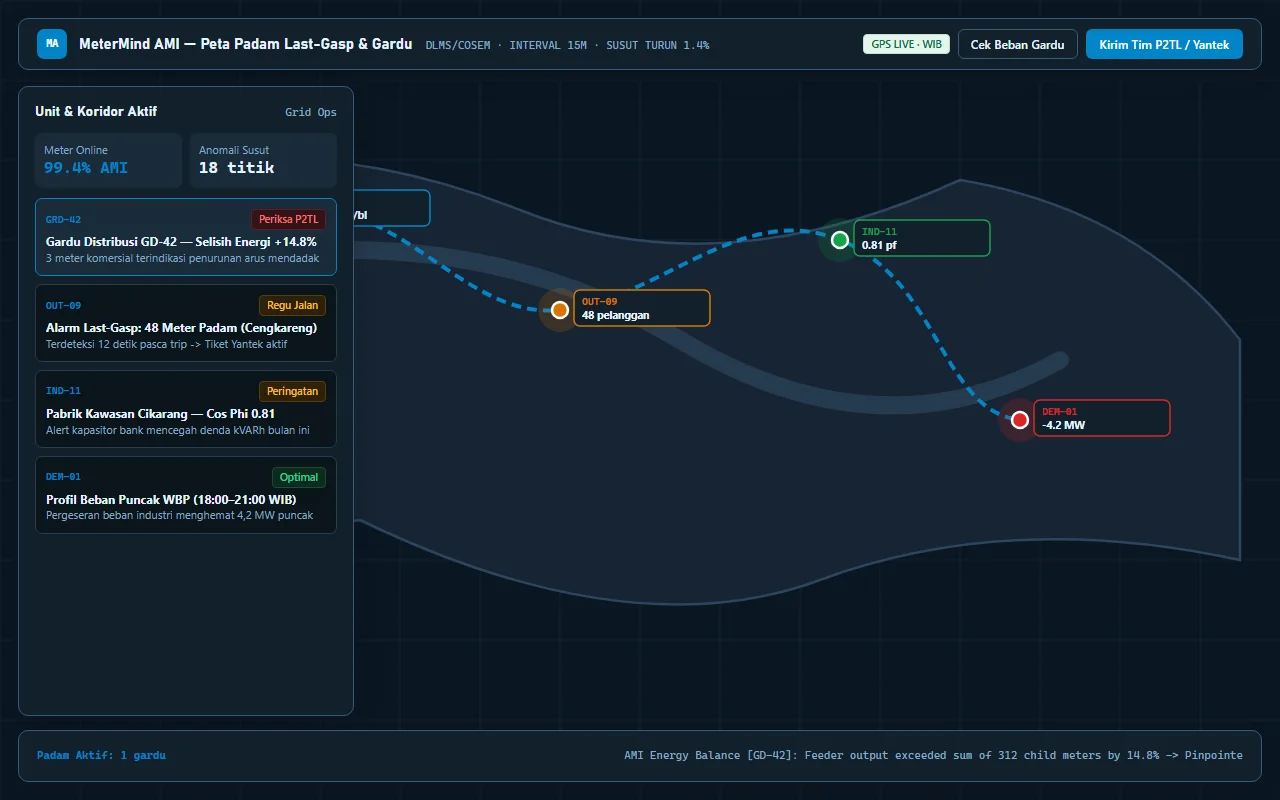 MA
MeterMind AMI — Peta Padam Last-Gasp & Gardu
DLMS/COSEM · INTERVAL 15M · SUSUT TURUN 1.4%
GPS LIVE · WIB
Cek Beban Gardu
Kirim Tim P2TL / Yantek
Unit & Koridor Aktif
Grid Ops
Meter Online
99.4% AMI
Anomali Susut
18 titik
GRD-42
Periksa P2TL
Gardu Distribusi GD-42 — Selisih Energi +14.8%
3 meter komersial terindikasi penurunan arus mendadak
OUT-09
Regu Jalan
Alarm Last-Gasp: 48 Meter Padam (Cengkareng)
Terdeteksi 12 detik pasca trip -> Tiket Yantek aktif
IND-11
Peringatan
Pabrik Kawasan Cikarang — Cos Phi 0.81
Alert kapasitor bank mencegah denda kVARh bulan ini
DEM-01
Optimal
Profil Beban Puncak WBP (18:00–21:00 WIB)
Pergeseran beban industri menghemat 4,2 MW puncak
/bl
OUT-09
48 pelanggan
IND-11
0.81 pf
DEM-01
-4.2 MW
Padam Aktif: 1 gardu
AMI Energy Balance [GD-42]: Feeder output exceeded sum of 312 child meters by 14.8% -> Pinpointe